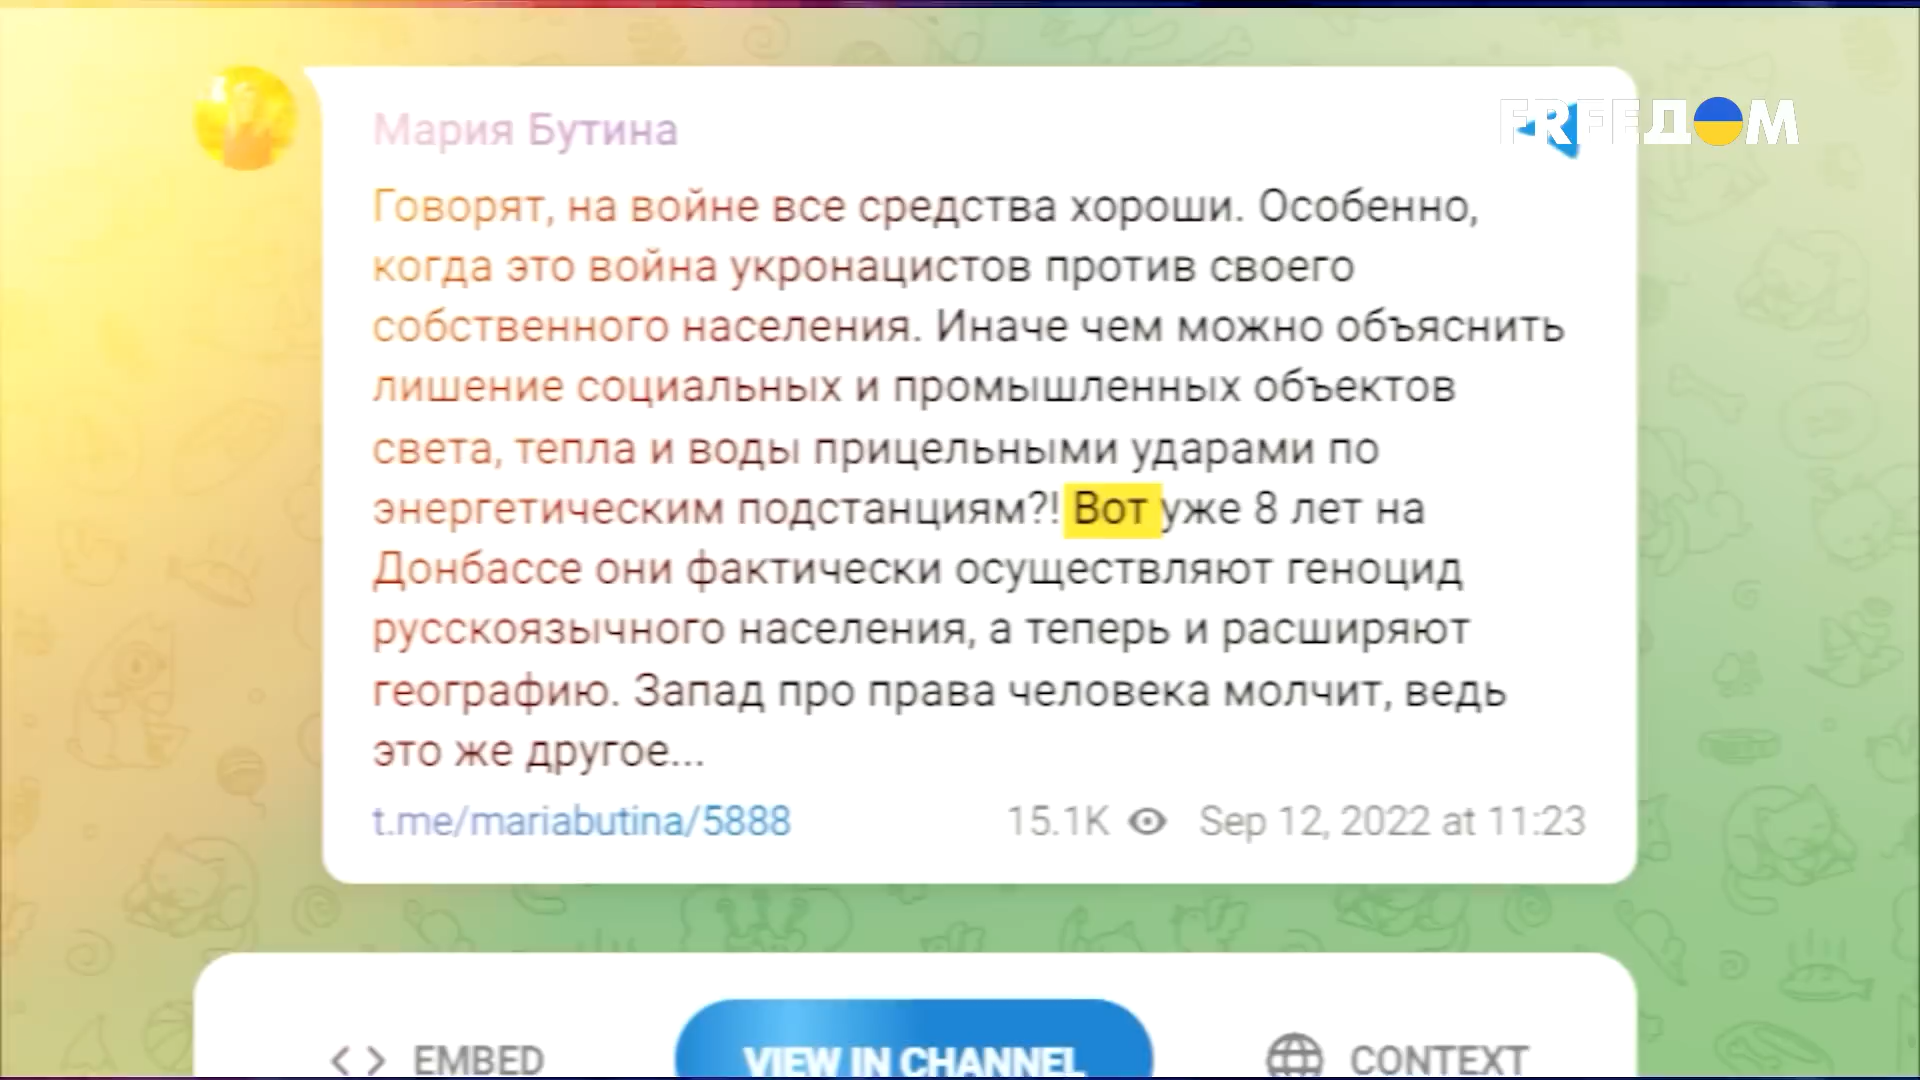 FREEДOM
Мария Бутина
Говорят, на войне все средства хороши. Особенно,
когда это война укронацистов против своего
собственного населения. Иначе чем можно объяснить
лишение социальных и промышленных объектов
света, тепла и воды прицельными ударами по
энергетическим подстанциям?! Вот уже 8 лет на
Донбассе они фактически осуществляют геноцид
русскоязычного населения, а теперь и расширяют
географию. Запад про права человека молчит, ведь
это же другое...
t.me/mariabutina/5888 15.1K Sep 12, 2022 at 11:23
EMBED VIEW IN CHANNEL CONTEXT